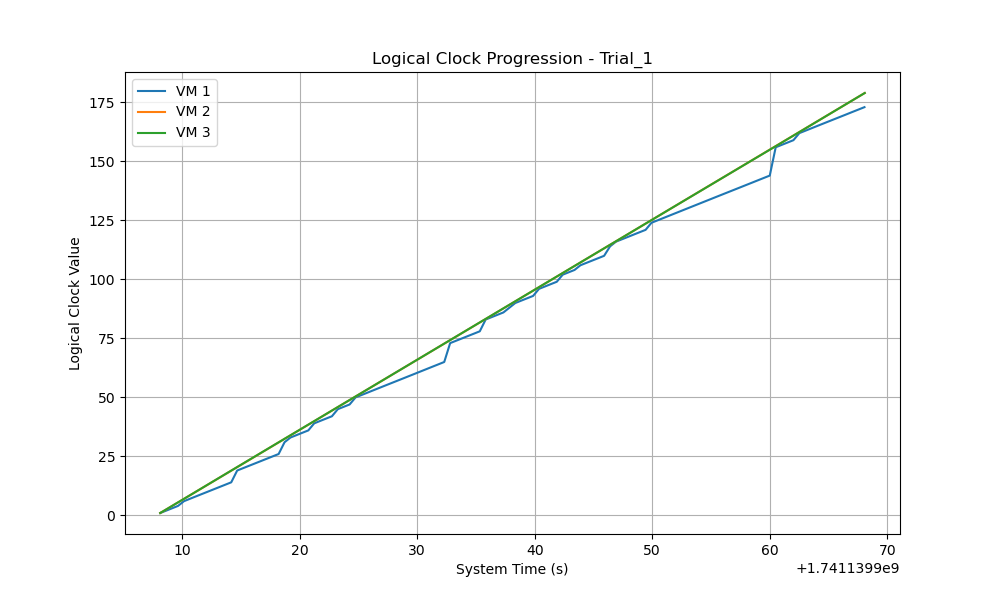 Logical Clock Progression - Trial_1
VM 1
VM 2
VM 3
175
150
125
100
75
50
25
0
Logical Clock Value
10 20 30 40 50 60 70
System Time (s)
+1.7411399e9